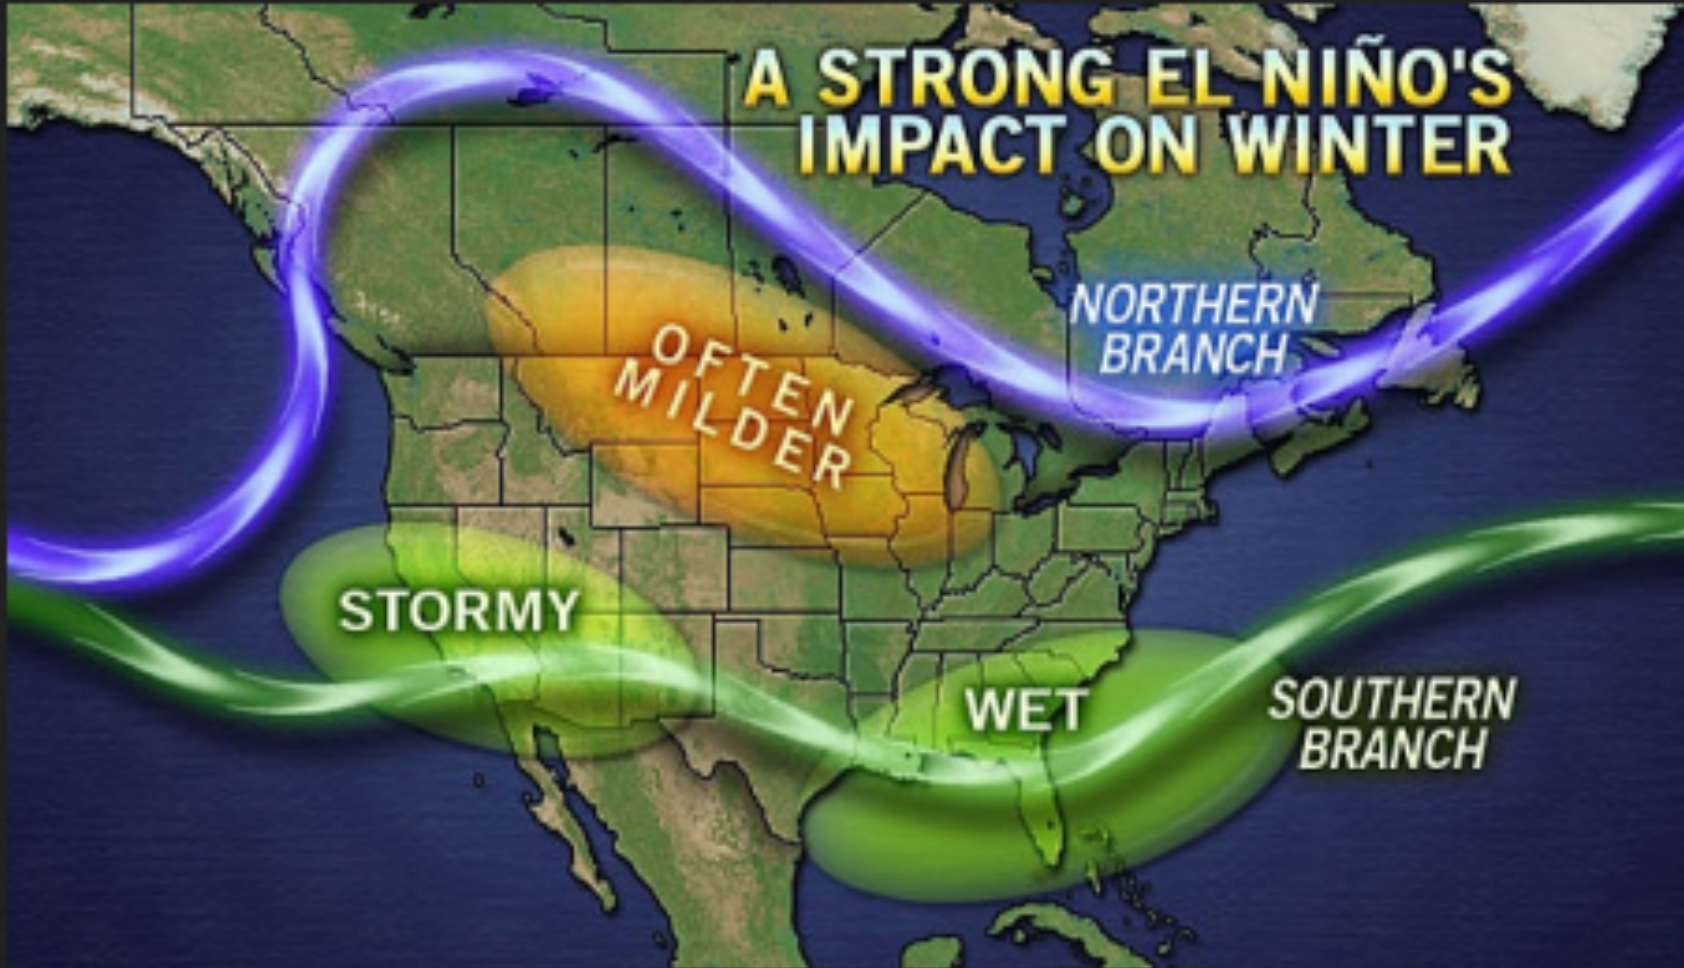 A STRONG EL NIÑO'S
IMPACT ON WINTER
NORTHERN
BRANCH
OFTEN
MILDER
STORMY
WET
SOUTHERN
BRANCH